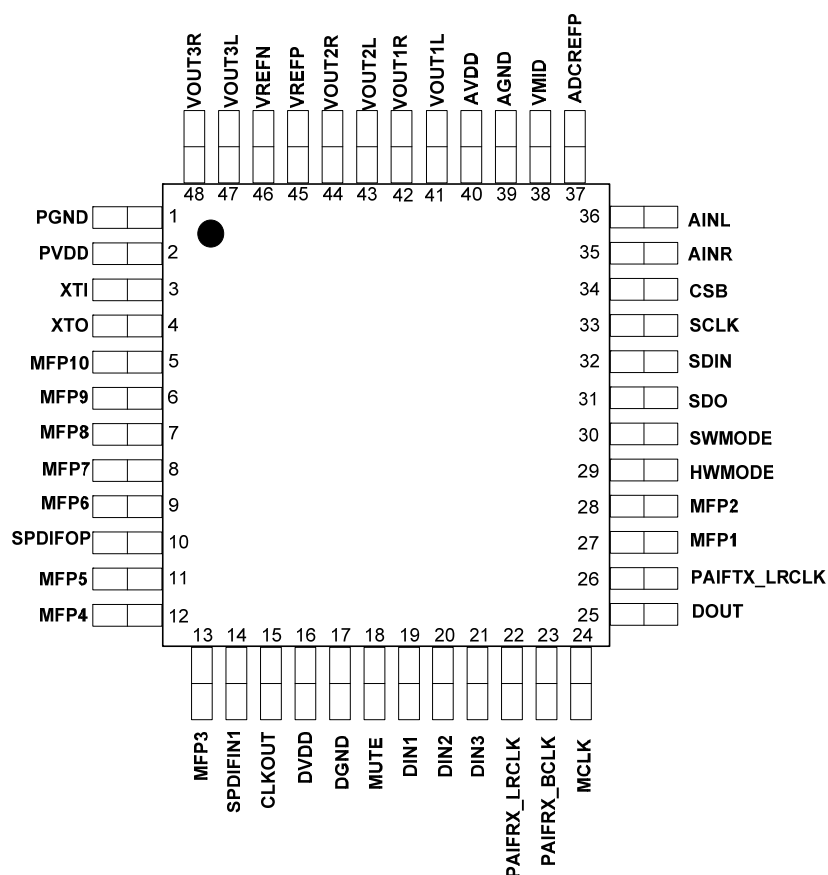 VOUT3R VOUT3L VREFN VREFP VOUT2R VOUT2L VOUT1R VOUT1L AVDD AGND VMID ADCREFP
48 47 46 45 44 43 42 41 40 39 38 37
PGND 1 36 AINL
PVDD 2 35 AINR
XTI 3 34 CSB
XTO 4 33 SCLK
MFP10 5 32 SDIN
MFP9 6 31 SDO
MFP8 7 30 SWMODE
MFP7 8 29 HWMODE
MFP6 9 28 MFP2
SPDIFOP 10 27 MFP1
MFP5 11 26 PAIFTX_LRCLK
MFP4 12 25 DOUT
13 14 15 16 17 18 19 20 21 22 23 24
MFP3 SPDIFIN1 CLKOUT DVDD DGND MUTE DIN1 DIN2 DIN3 PAIFRX_LRCLK PAIFRX_BCLK MCLK